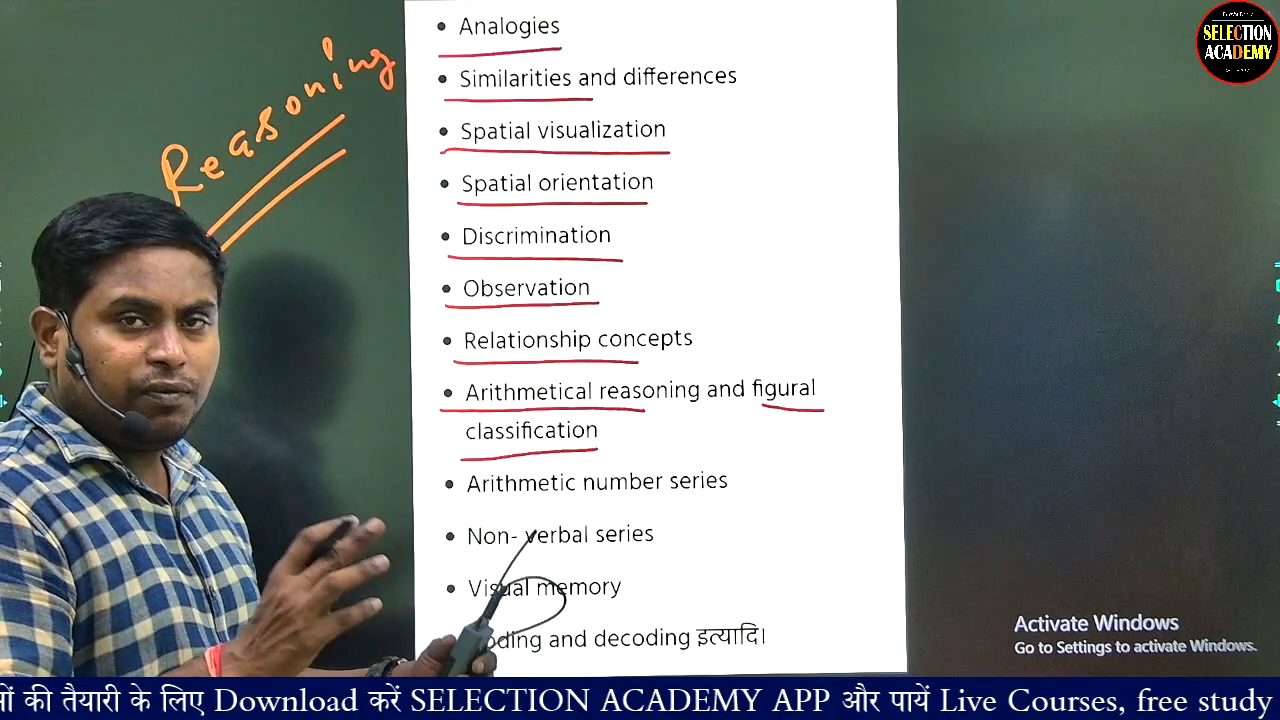 Reasoning
• Analogies
• Similarities and differences
• Spatial visualization
• Spatial orientation
• Discrimination
• Observation
• Relationship concepts
• Arithmetical reasoning and figural
classification
• Arithmetic number series
• Non- verbal series
• Visual memory
oding and decoding इत्यादि।
SELECTION
ACADEMY
Activate Windows
Go to Settings to activate Windows.
की तैयारी के लिए Download करें SELECTION ACADEMY APP और पायें Live Courses, free study